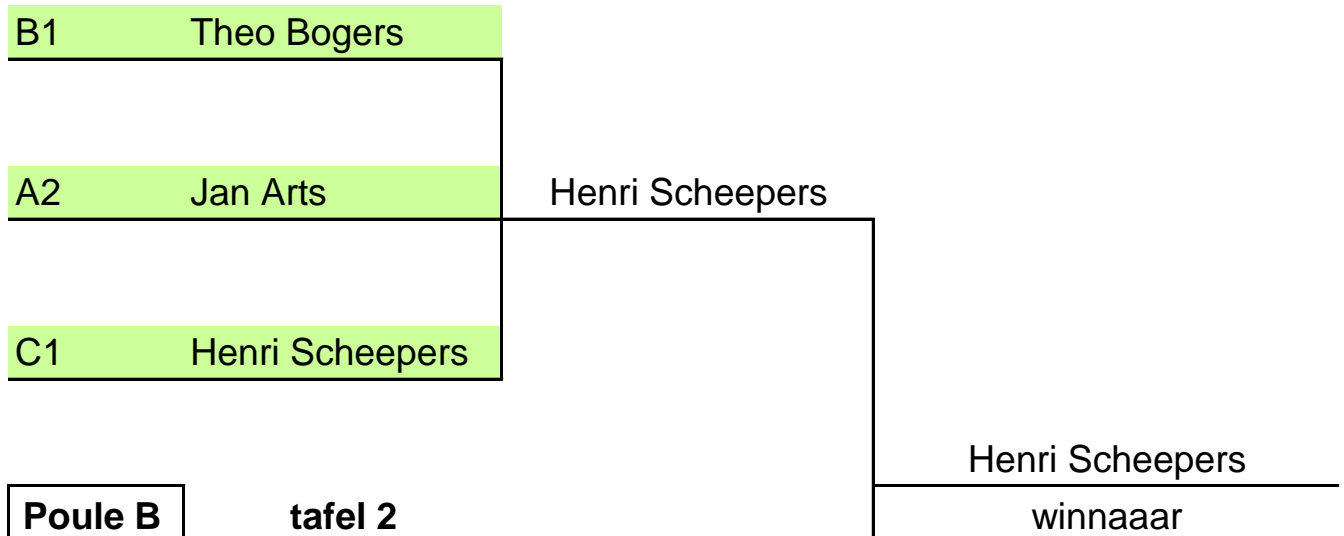 B1 Theo Bogers
A2 Jan Arts Henri Scheepers
C1 Henri Scheepers
Henri Scheepers
Poule B tafel 2 winnaaar